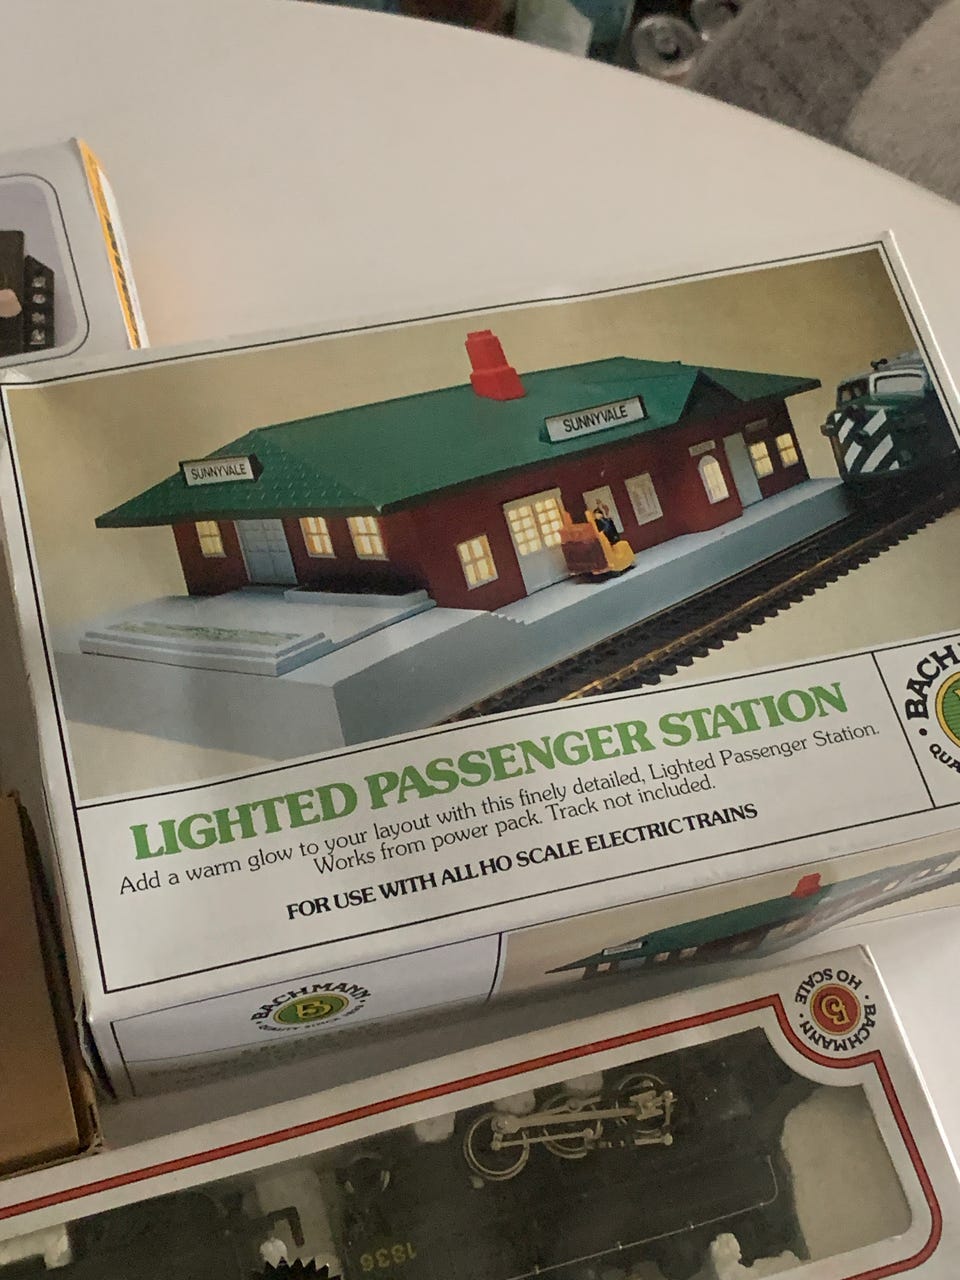 SUNNYVALE
SUNNYVALE
LIGHTED PASSENGER STATION
Add a warm glow to your layout with this finely detailed, Lighted Passenger Station.
Works from power pack. Track not included.
FOR USE WITH ALL HO SCALE ELECTRIC TRAINS
BACH
QUA
BACHMANN
B
BACHMANN
HO SCALE
B
1836